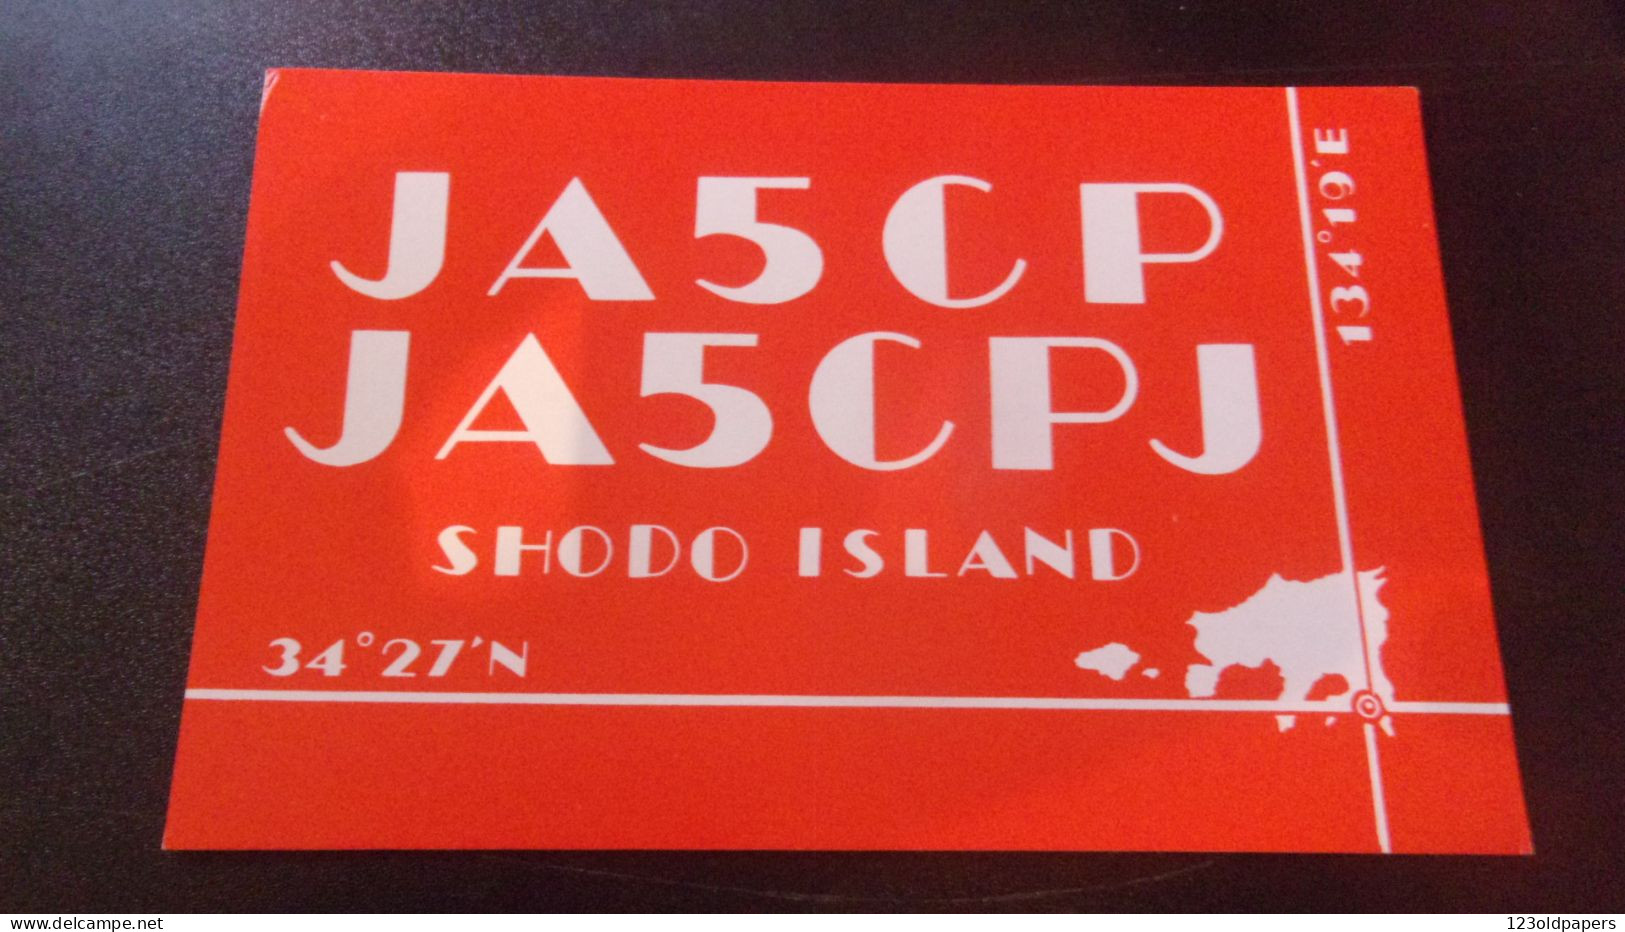 JA5CP
JA5CPJ
SHODO ISLAND
34°27'N
134°19'E
www.delcampe.net
123oldpapers